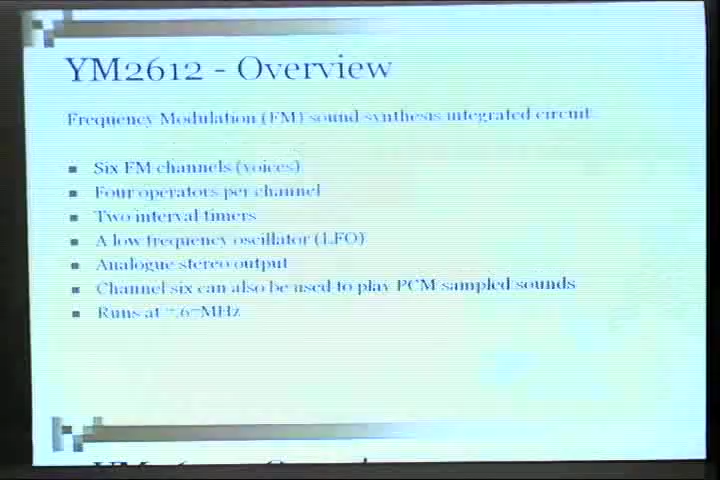 YM2612 - Overview
Frequency Modulation (FM) sound synthesis integrated circuit.
Six FM channels (voices)
Four operators per channel
Two interval timers
A low frequency oscillator (LFO)
Analogue stereo output
Channel six can also be used to play PCM sampled sounds
Runs at 7.67MHz